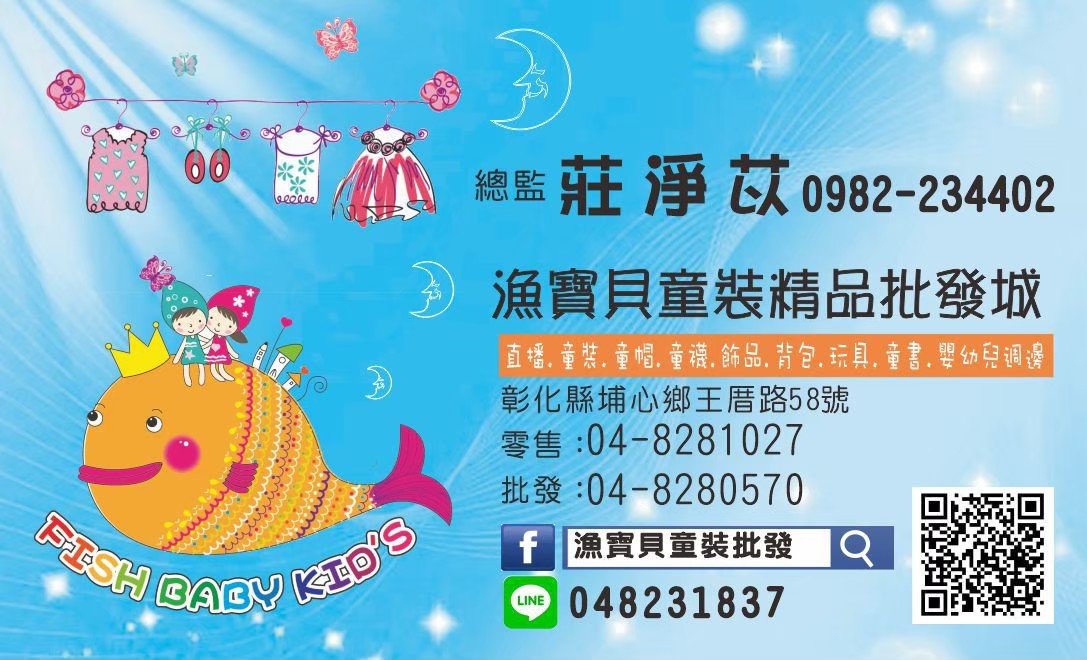 總監 莊淨苡 0982-234402
漁寶貝童裝精品批發城
直播.童裝.童帽.童襪.飾品.背包.玩具.童書.嬰幼兒週邊
彰化縣埔心鄉王厝路58號
零售:04-8281027
批發:04-8280570
f 漁寶貝童裝批發
LINE 048231837
FISH BABY KID'S